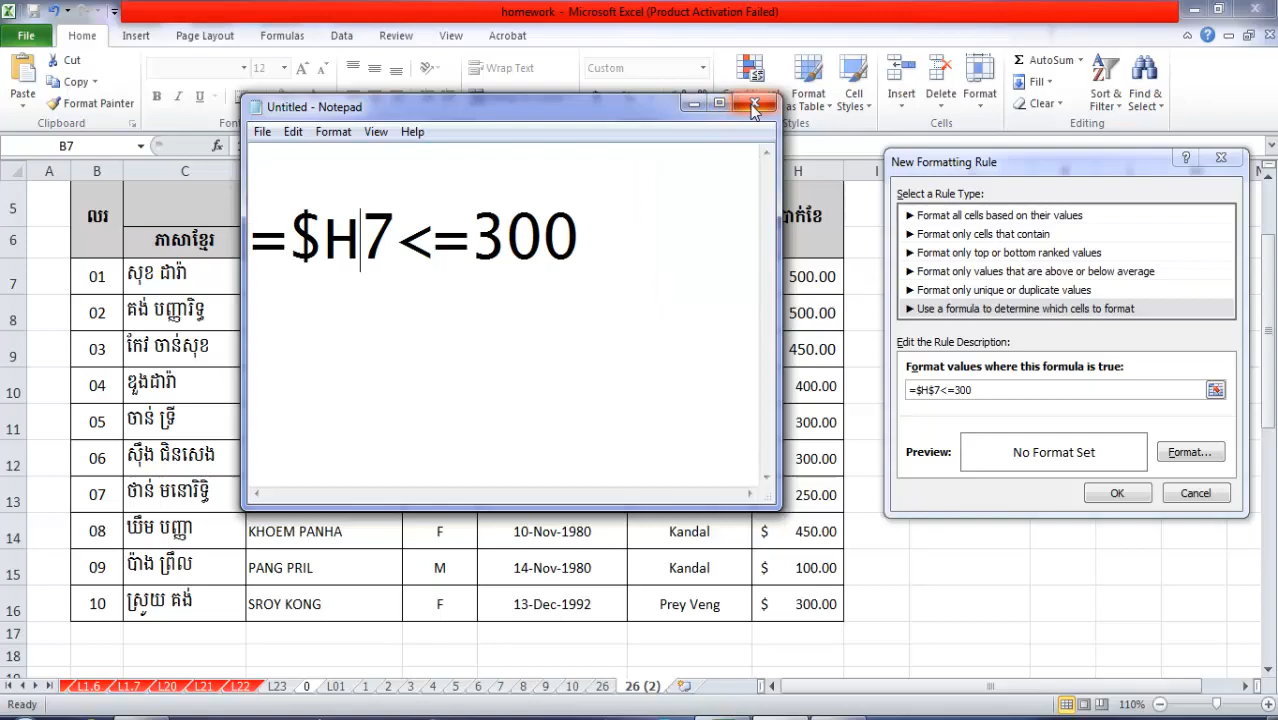 homework - Microsoft Excel (Product Activation Failed)
File Home Insert Page Layout Formulas Data Review View Acrobat
Paste
Cut
Copy
Format Painter
Clipboard
12
Wrap Text
Custom
Format
as Table
Cell
Styles
Styles
Insert Delete Format
Cells
AutoSum
Fill
Clear
Sort &
Filter
Find &
Select
Editing
B7
fx
Untitled - Notepad
File Edit Format View Help
=$H7<=300
A B C H I M
5 លរ
6 ភាសាខ្មែរ
7 01 សុខ ដារ៉ា 500.00
8 02 គង់ បញ្ញារិទ្ធ 500.00
9 03 កែវ ចាន់សុខ 450.00
10 04 ឌួងដារ៉ា 400.00
11 05 ចាន់ ទ្រី 300.00
12 06 ស៊ឹង ជិនសេង 300.00
13 07 ថាន់ មនោរិទ្ធិ 250.00
14 08 ឃឹម បញ្ញា KHOEM PANHA F 10-Nov-1980 Kandal $ 450.00
15 09 ប៉ាង ព្រឹល PANG PRIL M 14-Nov-1980 Kandal $ 100.00
16 10 ស្រូយ គង់ SROY KONG F 13-Dec-1992 Prey Veng $ 300.00
17
18
New Formatting Rule
Select a Rule Type:
► Format all cells based on their values
► Format only cells that contain
► Format only top or bottom ranked values
► Format only values that are above or below average
► Format only unique or duplicate values
► Use a formula to determine which cells to format
Edit the Rule Description:
Format values where this formula is true:
=$H$7<=300
Preview: No Format Set Format...
OK Cancel
L1.6 L1.7 L20 L21 L22 L23 0 L01 1 2 3 4 5 6 7 8 9 10 26 26 (2)
Ready 110%